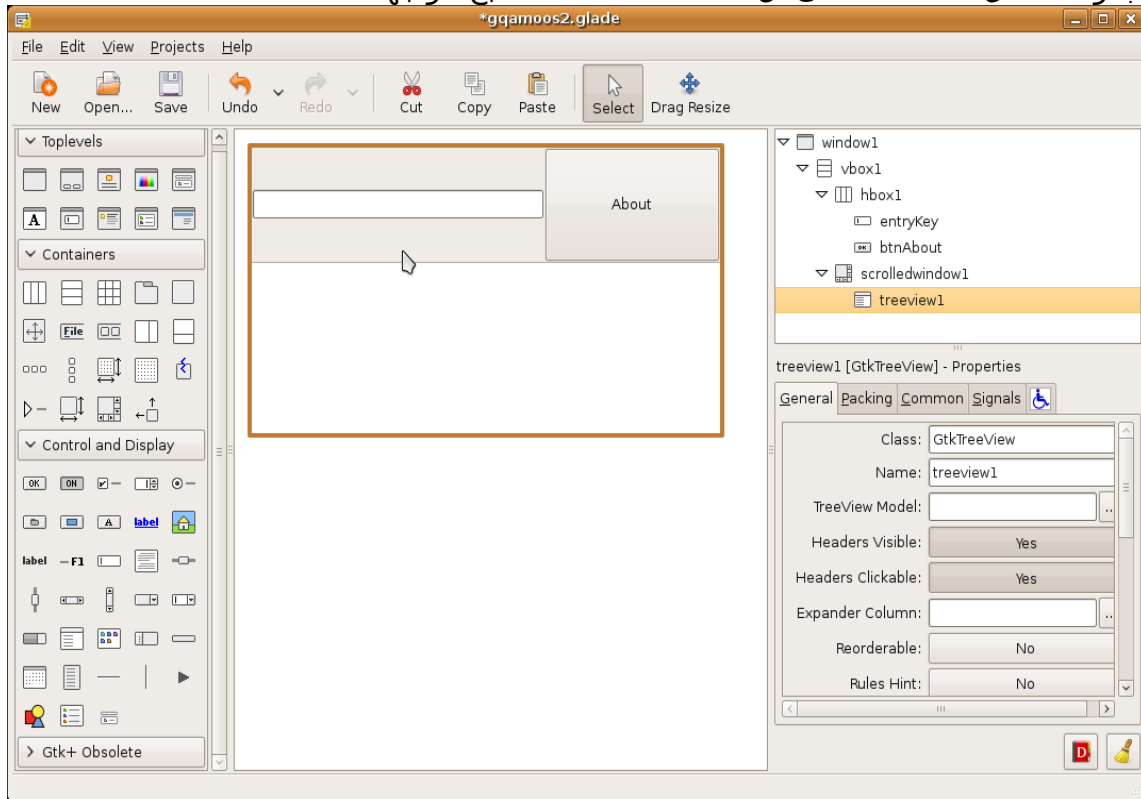 *gqamoos2.glade
File Edit View Projects Help
New Open... Save Undo Redo Cut Copy Paste Select Drag Resize
Toplevels
A
Containers
File
Control and Display
OK ON
A label
label F1
Gtk+ Obsolete
About
window1
vbox1
hbox1
entryKey
OK btnAbout
scrolledwindow1
treeview1
treeview1 [GtkTreeView] - Properties
General Packing Common Signals
Class: GtkTreeView
Name: treeview1
TreeView Model: ..
Headers Visible: Yes
Headers Clickable: Yes
Expander Column: ..
Reorderable: No
Rules Hint: No
D